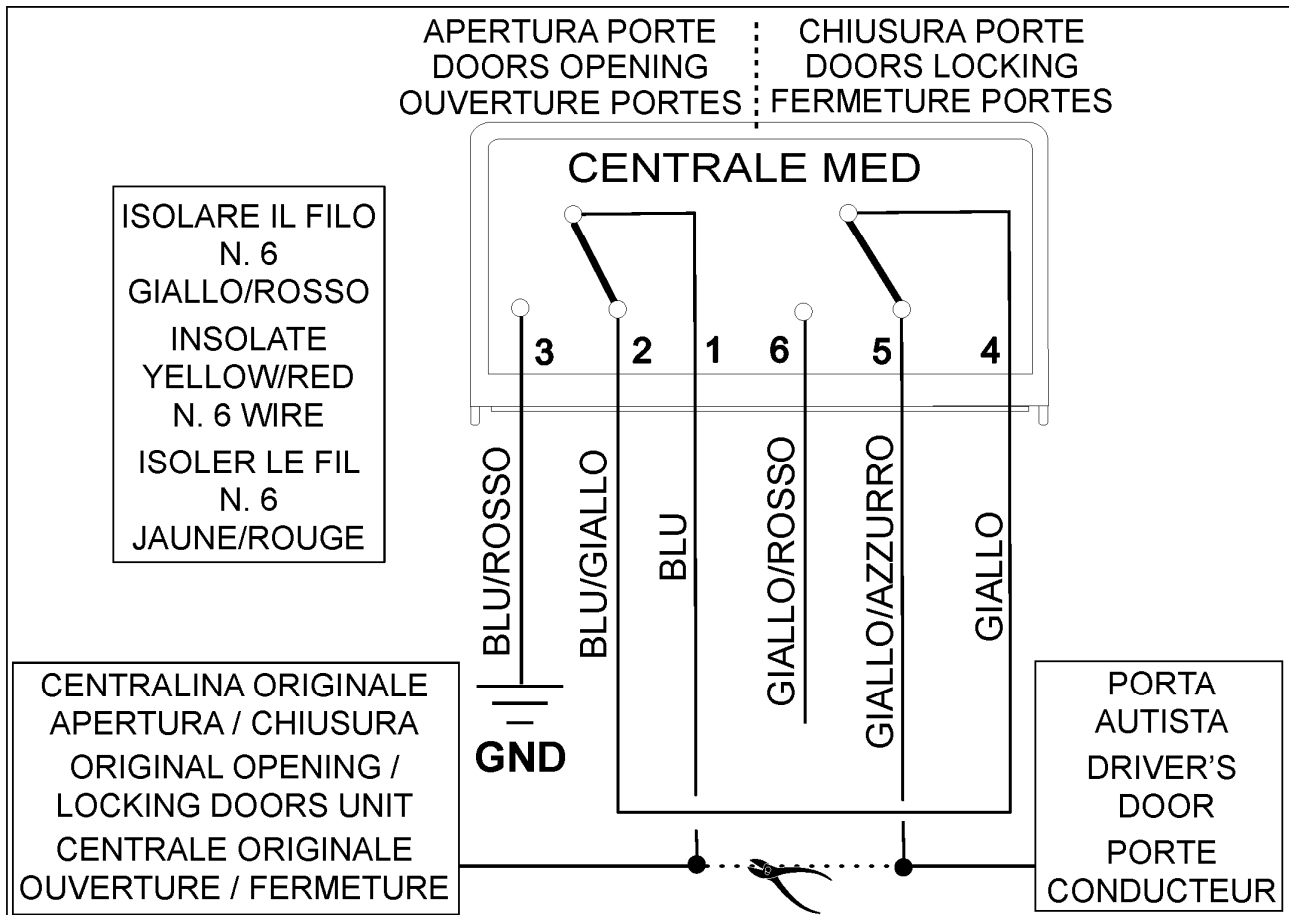 APERTURA PORTE
DOORS OPENING
OUVERTURE PORTES
CHIUSURA PORTE
DOORS LOCKING
FERMETURE PORTES
CENTRALE MED
ISOLARE IL FILO
N. 6
GIALLO/ROSSO
INSOLATE
YELLOW/RED
N. 6 WIRE
ISOLER LE FIL
N. 6
JAUNE/ROUGE
3
2
1
6
5
4
BLU/ROSSO
BLU/GIALLO
BLU
GIALLO/ROSSO
GIALLO/AZZURRO
GIALLO
GND
CENTRALINA ORIGINALE
APERTURA / CHIUSURA
ORIGINAL OPENING /
LOCKING DOORS UNIT
CENTRALE ORIGINALE
OUVERTURE / FERMETURE
PORTA
AUTISTA
DRIVER'S
DOOR
PORTE
CONDUCTEUR